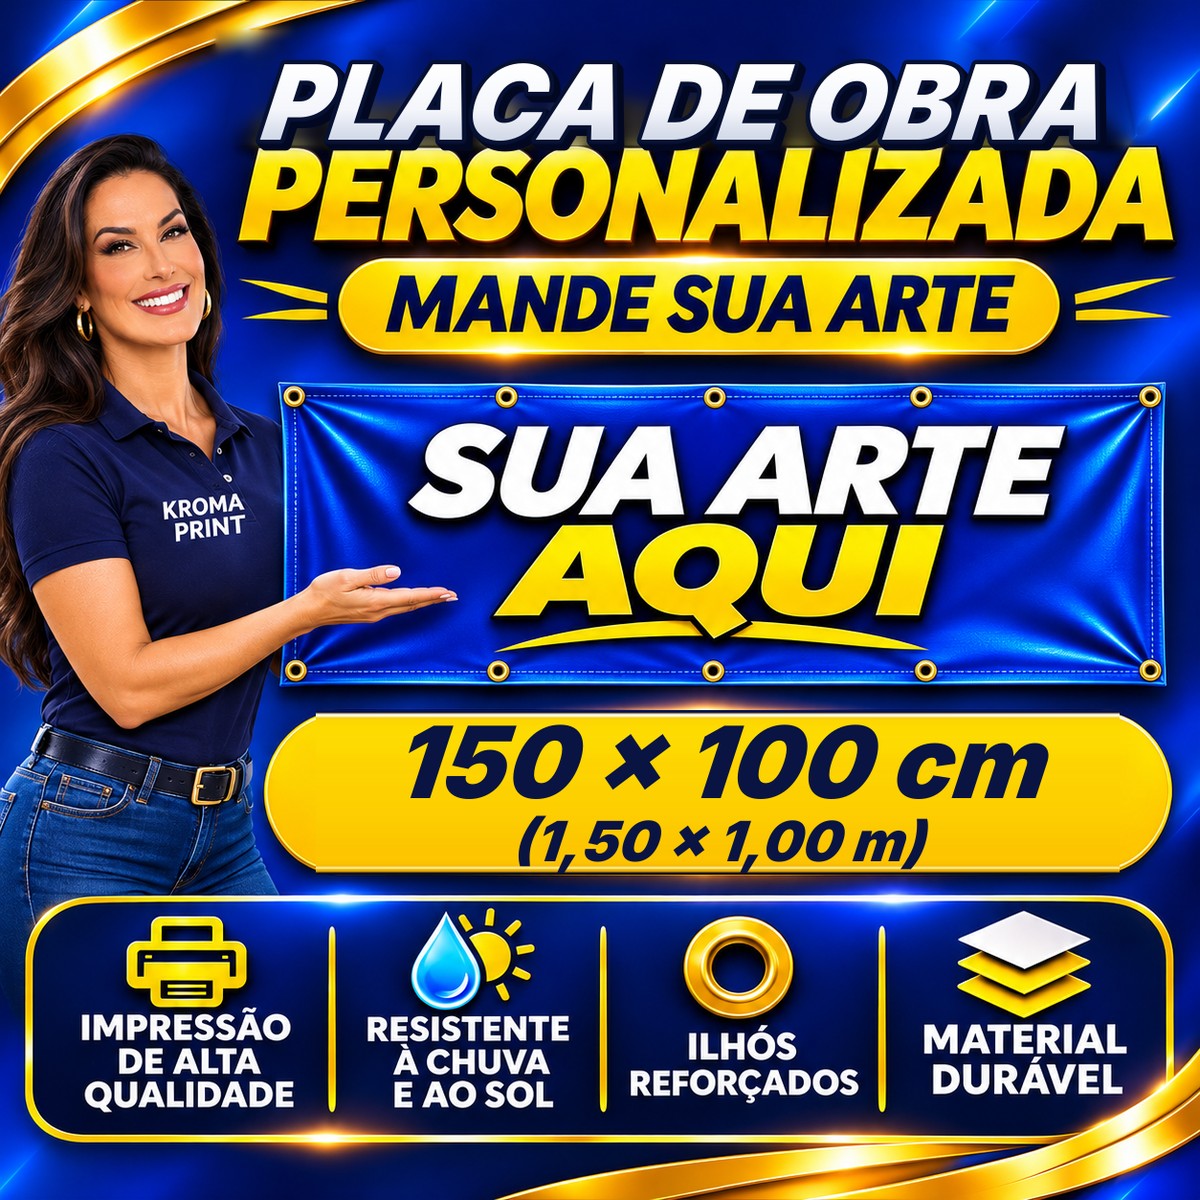 PLACA DE OBRA
PERSONALIZADA
MANDE SUA ARTE
SUA ARTE
AQUI
KROMA
PRINT
150 × 100 cm
(1,50 × 1,00 m)
IMPRESSÃO
DE ALTA
QUALIDADE
RESISTENTE
À CHUVA
E AO SOL
ILHÓS
REFORÇADOS
MATERIAL
DURÁVEL